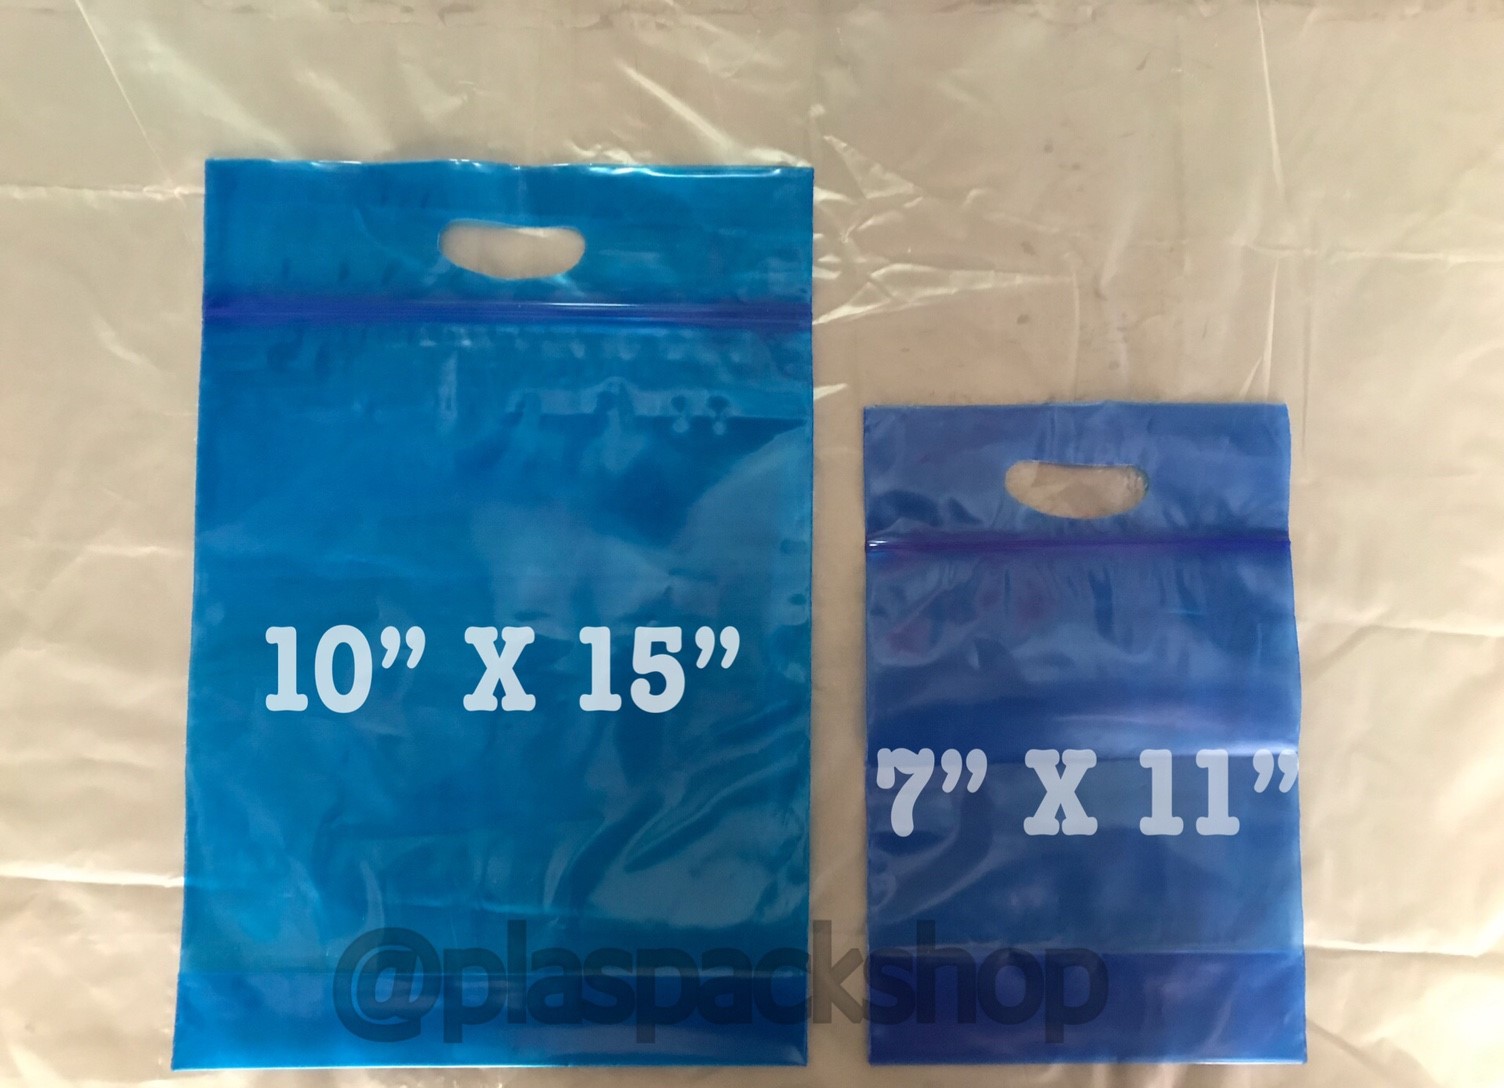 10” X 15”
7” X 11”
@plaspackshop